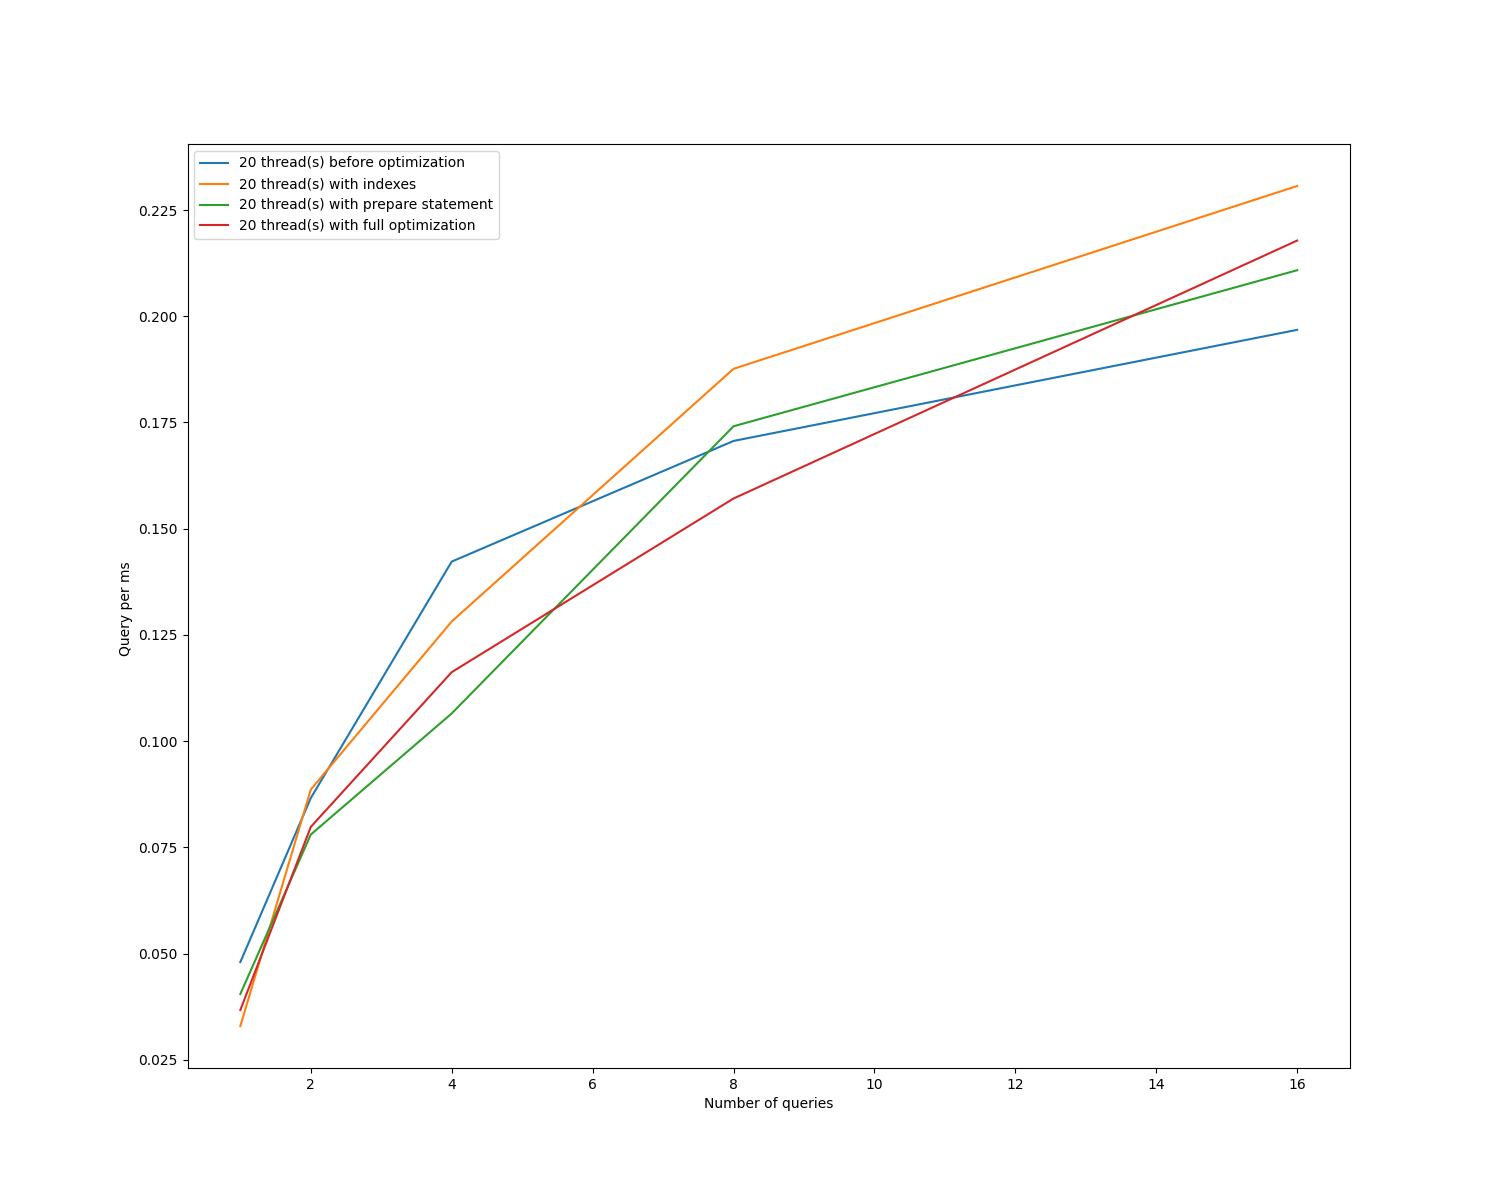 20 thread(s) before optimization
20 thread(s) with indexes
20 thread(s) with prepare statement
20 thread(s) with full optimization
0.225
0.200
0.175
0.150
0.125
0.100
0.075
0.050
0.025
Query per ms
2 4 6 8 10 12 14 16
Number of queries